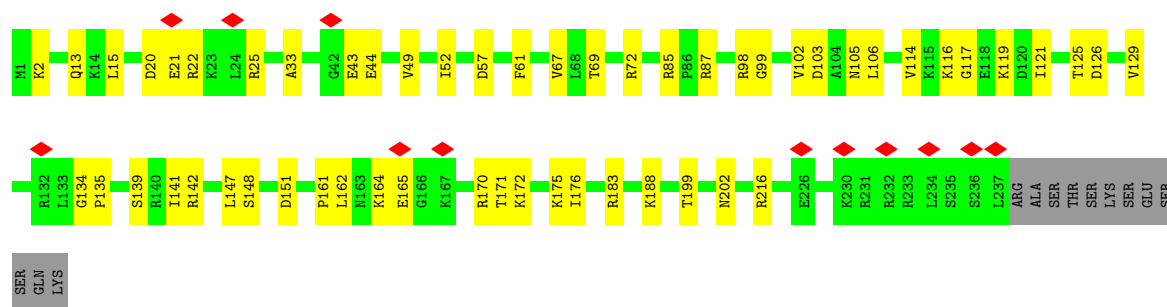 M1 K2 Q13 K14 L15 D20 E21 R22 K23 L24 R25 A33 G42 E43 E44 V49 I52 D57 F61 V67 L68 T69 R72 R85 P86 R87 R98 G99 V102 D103 A104 N105 L106 V114 K115 K116 G117 E118 K119 D120 I121 T125 D126 V129
R132 L133 G134 P135 S139 R140 I141 R142 L147 S148 D151 P161 L162 N163 K164 E165 G166 K167 R170 T171 K172 K175 I176 R183 K188 T199 N202 R216 E226 K230 R231 R232 R233 L234 S235 S236 L237 ARG ALA SER THR SER LYS SER GLU SER
SER GLN LYS